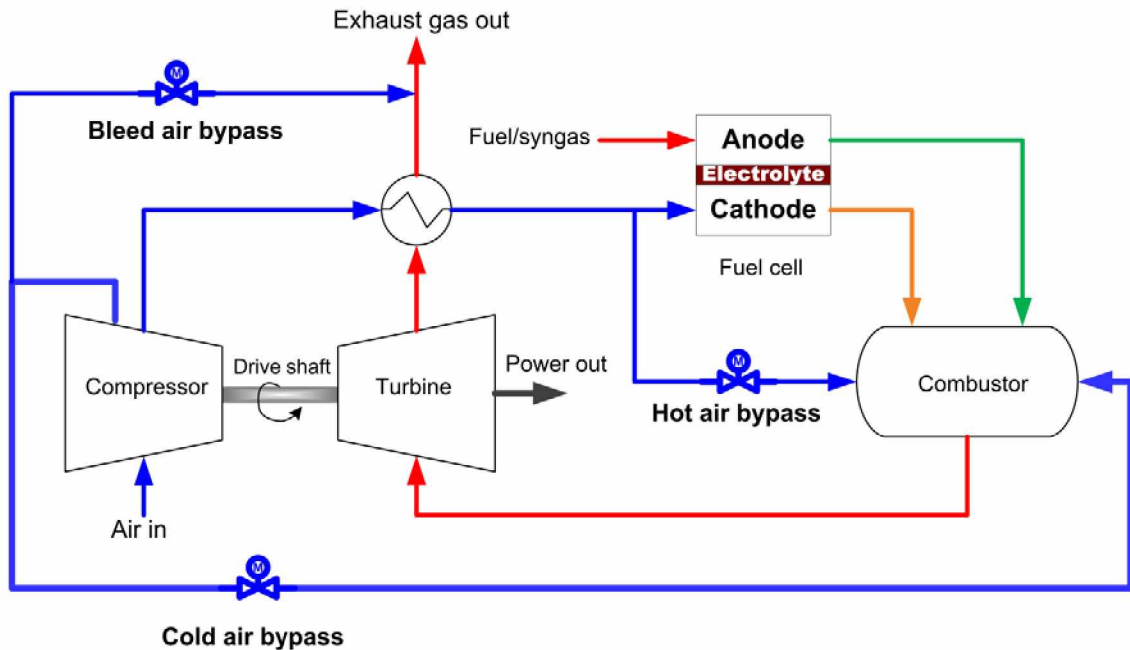 Exhaust gas out
M
Bleed air bypass
Fuel/syngas
Anode
Electrolyte
Cathode
Fuel cell
Compressor
Drive shaft
Turbine
Power out
M
Hot air bypass
Combustor
Air in
M
Cold air bypass